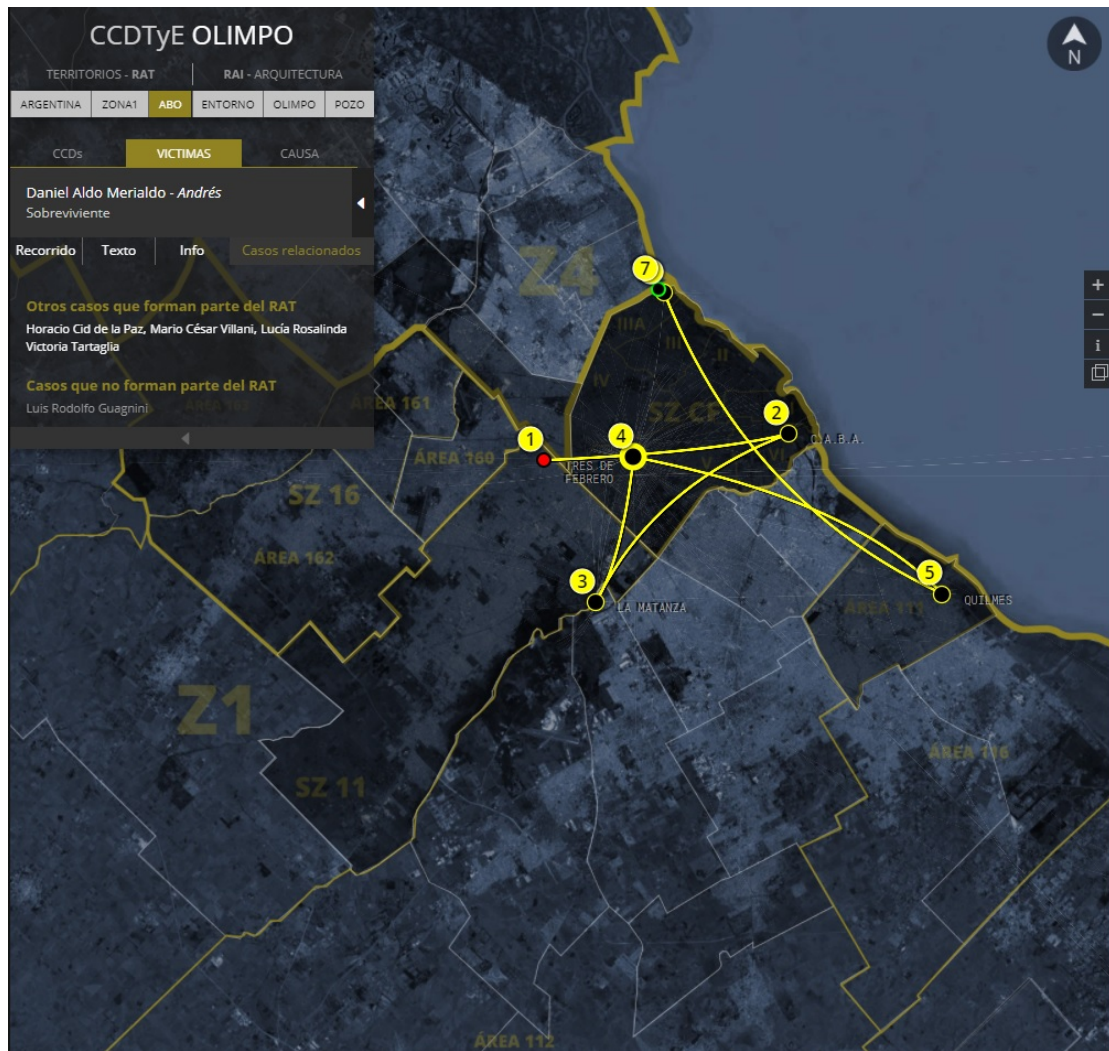 CCDTyE OLIMPO
TERRITORIOS - RAT
RAI - ARQUITECTURA
ARGENTINA
ZONA1
ABO
ENTORNO
OLIMPO
POZO
CCDs
VICTIMAS
CAUSA
Daniel Aldo Merialdo - Andrés
Sobreviviente
Recorrido
Texto
Info
Casos relacionados
Otros casos que forman parte del RAT
Horacio Cid de la Paz, Mario César Villani, Lucía Rosalinda
Victoria Tartaglia
Casos que no forman parte del RAT
Luis Rodolfo Guagnini
N
+
−
i
Z4
7
IIIA
III
II
IV
SZ CF
VI
2
C.A.B.A.
4
1
TRES DE
FEBRERO
ÁREA 161
ÁREA 160
SZ 16
ÁREA 162
3
LA MATANZA
5
QUILMES
ÁREA 111
Z1
SZ 11
ÁREA 116
ÁREA 112